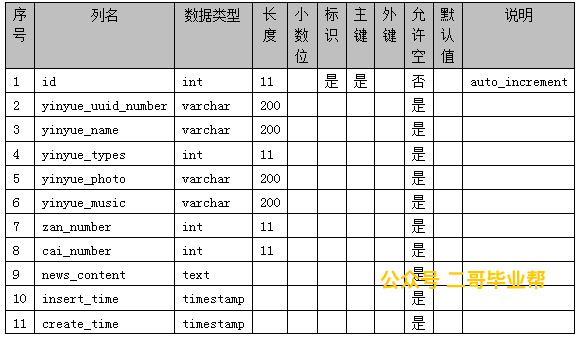 序号 列名 数据类型 长度 小数位 标识 主键 外键 允许空 默认值 说明
1 id int 11 是 是 否 auto_increment
2 yinyue_uuid_number varchar 200 是
3 yinyue_name varchar 200 是
4 yinyue_types int 11 是
5 yinyue_photo varchar 200 是
6 yinyue_music varchar 200 是
7 zan_number int 11 是
8 cai_number int 11 是
9 news_content text 是
公众号 二哥毕业帮
10 insert_time timestamp 是
11 create_time timestamp 是